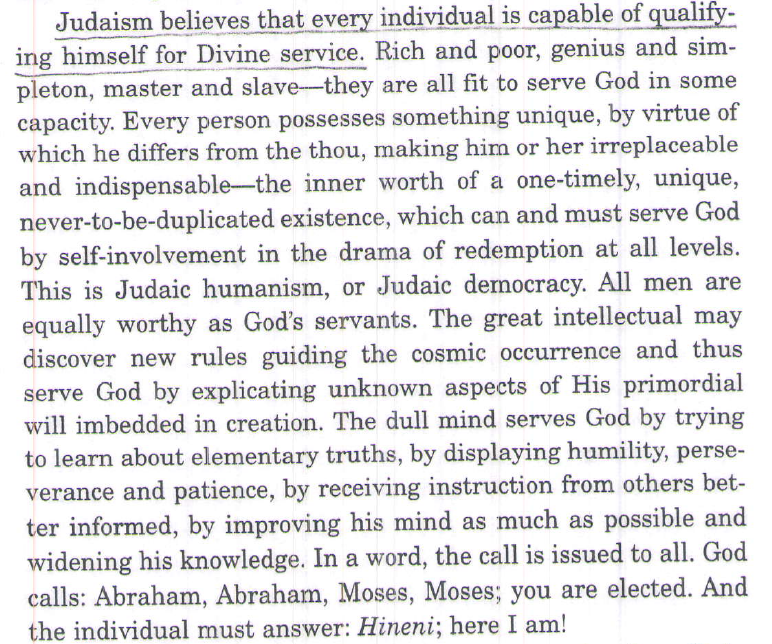 Judaism believes that every individual is capable of qualify-
ing himself for Divine service. Rich and poor, genius and sim-
pleton, master and slave—they are all fit to serve God in some
capacity. Every person possesses something unique, by virtue of
which he differs from the thou, making him or her irreplaceable
and indispensable—the inner worth of a one-timely, unique,
never-to-be-duplicated existence, which can and must serve God
by self-involvement in the drama of redemption at all levels.
This is Judaic humanism, or Judaic democracy. All men are
equally worthy as God's servants. The great intellectual may
discover new rules guiding the cosmic occurrence and thus
serve God by explicating unknown aspects of His primordial
will imbedded in creation. The dull mind serves God by trying
to learn about elementary truths, by displaying humility, perse-
verance and patience, by receiving instruction from others bet-
ter informed, by improving his mind as much as possible and
widening his knowledge. In a word, the call is issued to all. God
calls: Abraham, Abraham, Moses, Moses; you are elected. And
the individual must answer: Hineni; here I am!